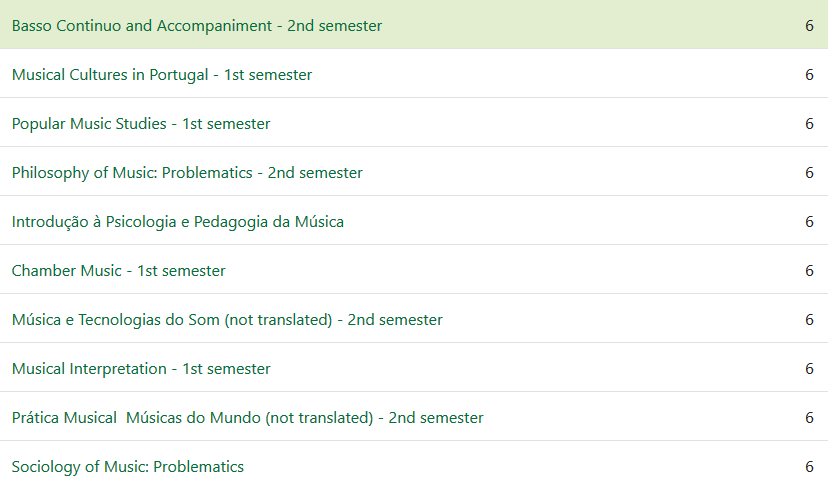 Basso Continuo and Accompaniment - 2nd semester 6
Musical Cultures in Portugal - 1st semester 6
Popular Music Studies - 1st semester 6
Philosophy of Music: Problematics - 2nd semester 6
Introdução à Psicologia e Pedagogia da Música 6
Chamber Music - 1st semester 6
Música e Tecnologias do Som (not translated) - 2nd semester 6
Musical Interpretation - 1st semester 6
Prática Musical  Músicas do Mundo (not translated) - 2nd semester 6
Sociology of Music: Problematics 6